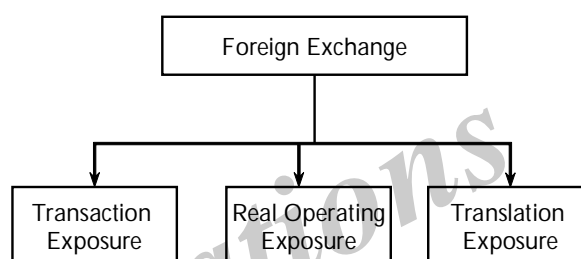 Foreign Exchange
Transaction
Exposure
Real Operating
Exposure
Translation
Exposure